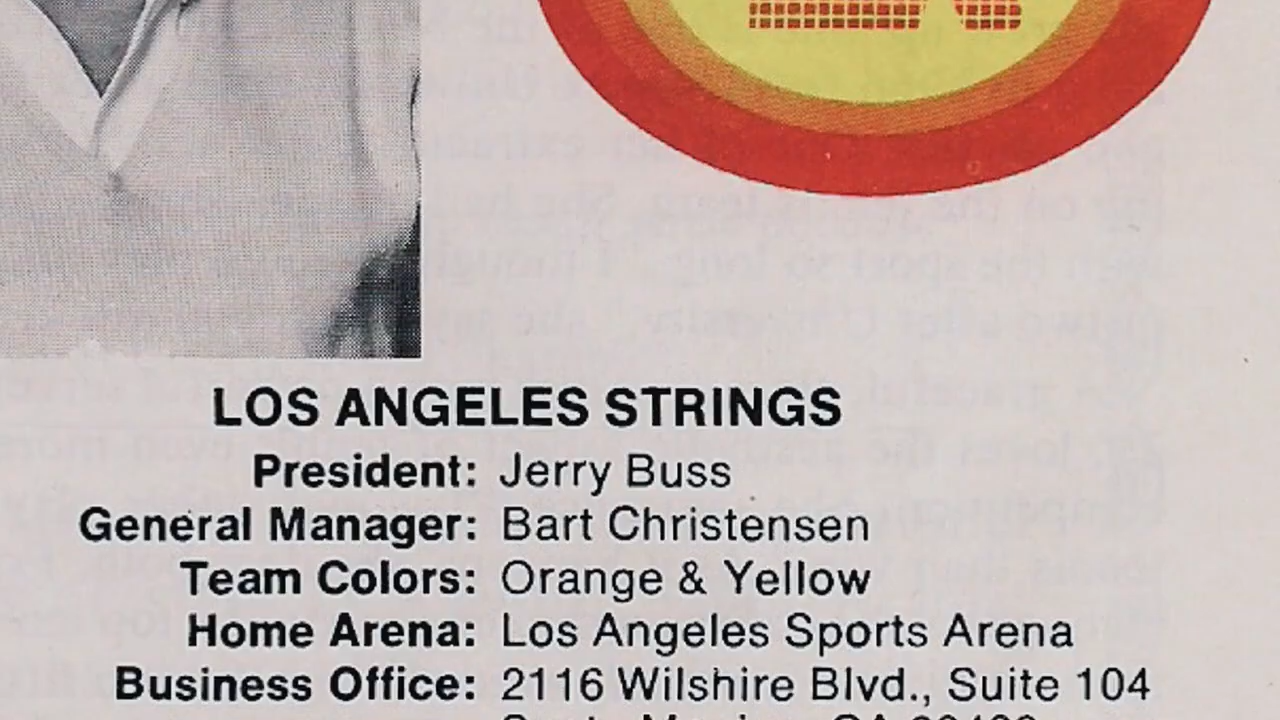 LOS ANGELES STRINGS
President: Jerry Buss
General Manager: Bart Christensen
Team Colors: Orange & Yellow
Home Arena: Los Angeles Sports Arena
Business Office: 2116 Wilshire Blvd., Suite 104